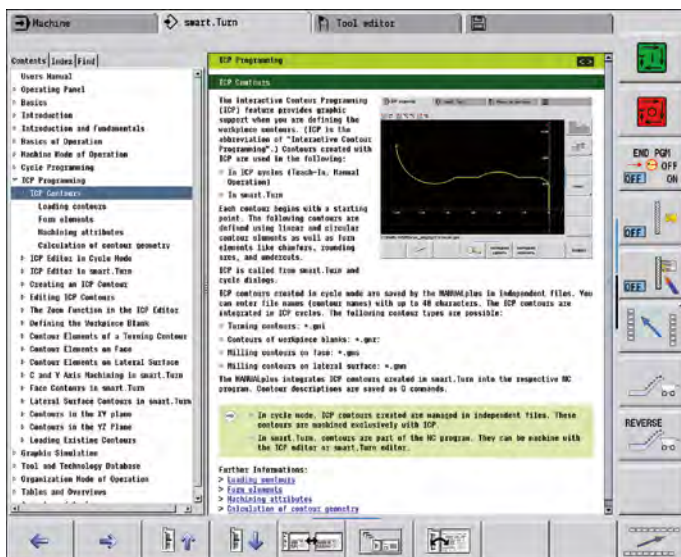 Machine
smart.Turn
Tool editor
Contents Index Find
Users Manual
Operating Panel
Basics
Introduction
Introduction and fundamentals
Basics of Operation
Machine Mode of Operation
Cycle Programming
ICP Programming
ICP Contours
Loading contours
Form elements
Machining attributes
Calculation of contour geometry
ICP Editor in Cycle Mode
ICP Editor in smart.Turn
Creating an ICP Contour
Editing ICP Contours
The Zoom Function in the ICP Editor
Defining the Workpiece Blank
Contour Elements of a Turning Contour
Contour Elements on Face
Contour Elements on Lateral Surface
C and Y Axis Machining in smart.Turn
Face Contours in smart.Turn
Lateral Surface Contours in smart.Turn
Contours in the XY plane
Contours in the YZ Plane
Loading Existing Contours
Graphic Simulation
Tool and Technology Database
Organization Mode of Operation
Tables and Overviews
ICP Programming
<>
ICP Contours
The Interactive Contour Programming
(ICP) feature provides graphic
support when you are defining the
workpiece contours. (ICP is the
abbreviation of "Interactive Contour
Programming".) Contours created with
ICP are used in the following:
In ICP cycles (Teach-In, Manual
Operation)
In smart.Turn
Each contour begins with a starting
point. The following contours are
defined using linear and circular
contour elements as well as form
elements like chamfers, rounding
arcs, and undercuts.
ICP is called from smart.Turn and
cycle dialogs.
ICP contours created in cycle mode are saved by the MANUALplus in independent files. You
can enter file names (contour names) with up to 40 characters. The ICP contours are
integrated in ICP cycles. The following contour types are possible:
Turning contours: *.gmi
Contours of workpiece blanks: *.gmr
Milling contours on face: *.gms
Milling contours on lateral surface: *.gmm
The MANUALplus integrates ICP contours created in smart.Turn into the respective NC
program. Contour descriptions are saved as G commands.
In cycle mode, ICP contours created are managed in independent files. These
contours are machined exclusively with ICP.
In smart.Turn, contours are part of the NC program. They can be machine with
the ICP editor or smart.Turn editor.
Further Informations:
> Loading contours
> Form elements
> Machining attributes
> Calculation of contour geometry
END PGM
OFF
OFF ON
OFF
OFF
REVERSE